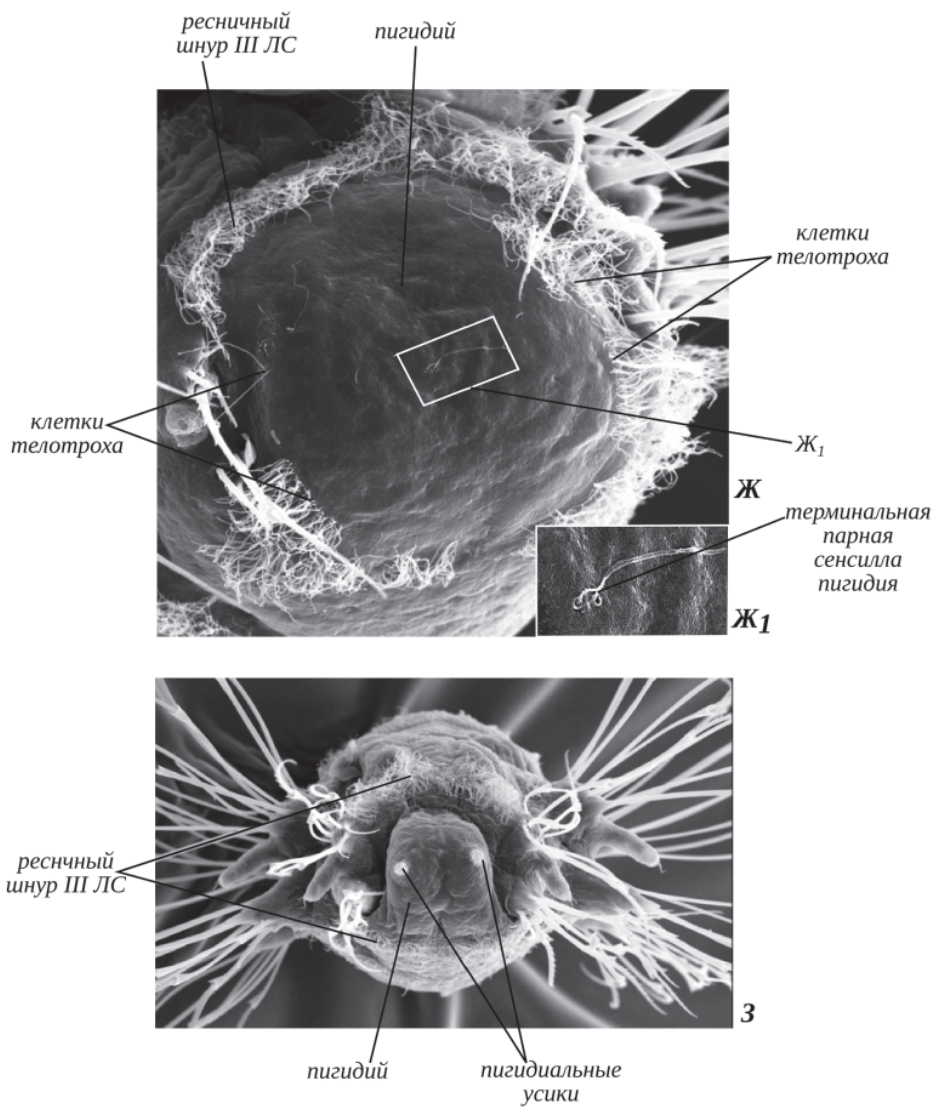 ресничный
шнур III ЛС
пигидий
клетки
телотроха
клетки
телотроха
Ж1
Ж
терминальная
парная
сенсилла
пигидия
Ж1
реснчный
шнур III ЛС
З
пигидий
пигидиальные
усики